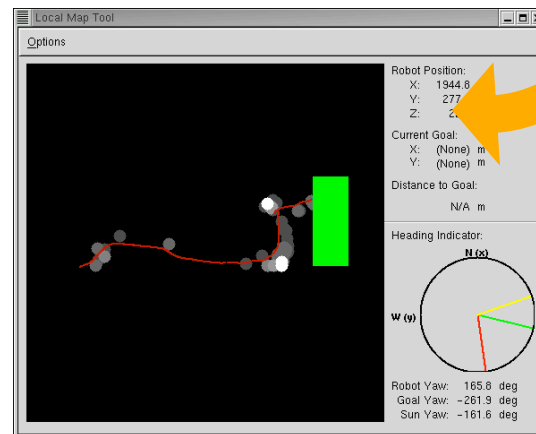 Local Map Tool
Options
Robot Position:
X: 1944.8
Y: 277
Z:
Current Goal:
X: (None) m
Y: (None) m
Distance to Goal:
N/A m
Heading Indicator:
N (x)
W (y)
Robot Yaw: 165.8 deg
Goal Yaw: -261.9 deg
Sun Yaw: -161.6 deg